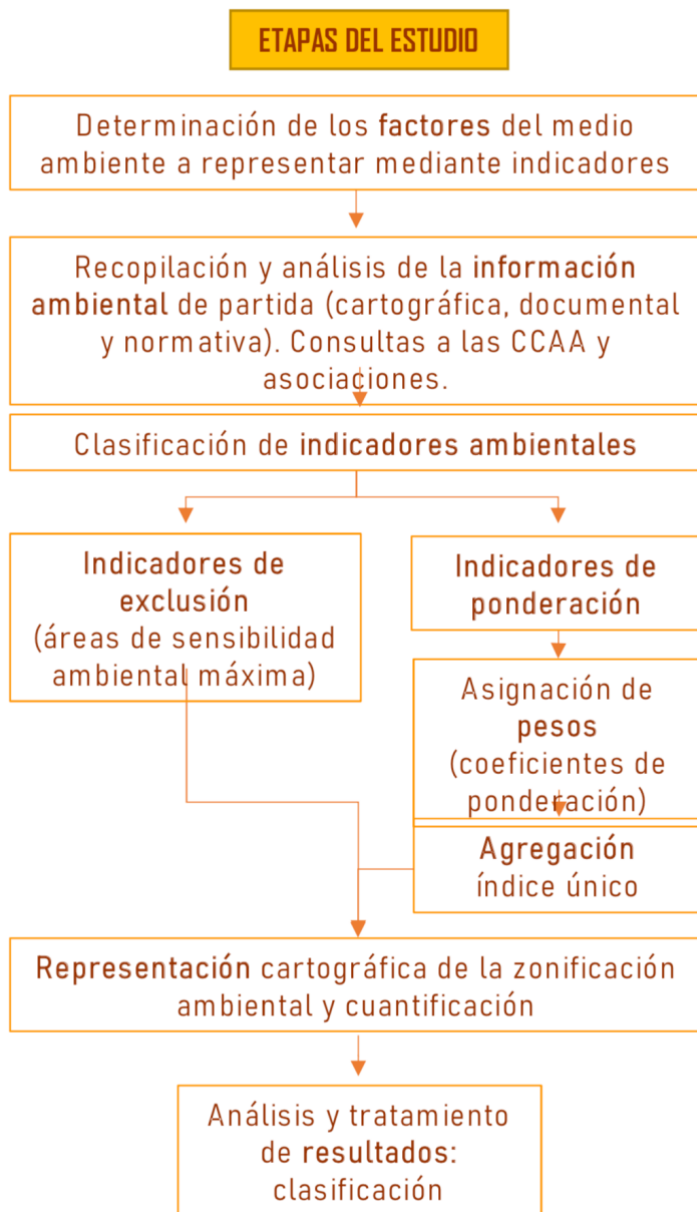 ETAPAS DEL ESTUDIO
Determinación de los factores del medio
ambiente a representar mediante indicadores
Recopilación y análisis de la información
ambiental de partida (cartográfica, documental
y normativa). Consultas a las CCAA y
asociaciones.
Clasificación de indicadores ambientales
Indicadores de
exclusión
(áreas de sensibilidad
ambiental máxima)
Indicadores de
ponderación
Asignación de
pesos
(coeficientes de
ponderación)
Agregación
índice único
Representación cartográfica de la zonificación
ambiental y cuantificación
Análisis y tratamiento
de resultados:
clasificación